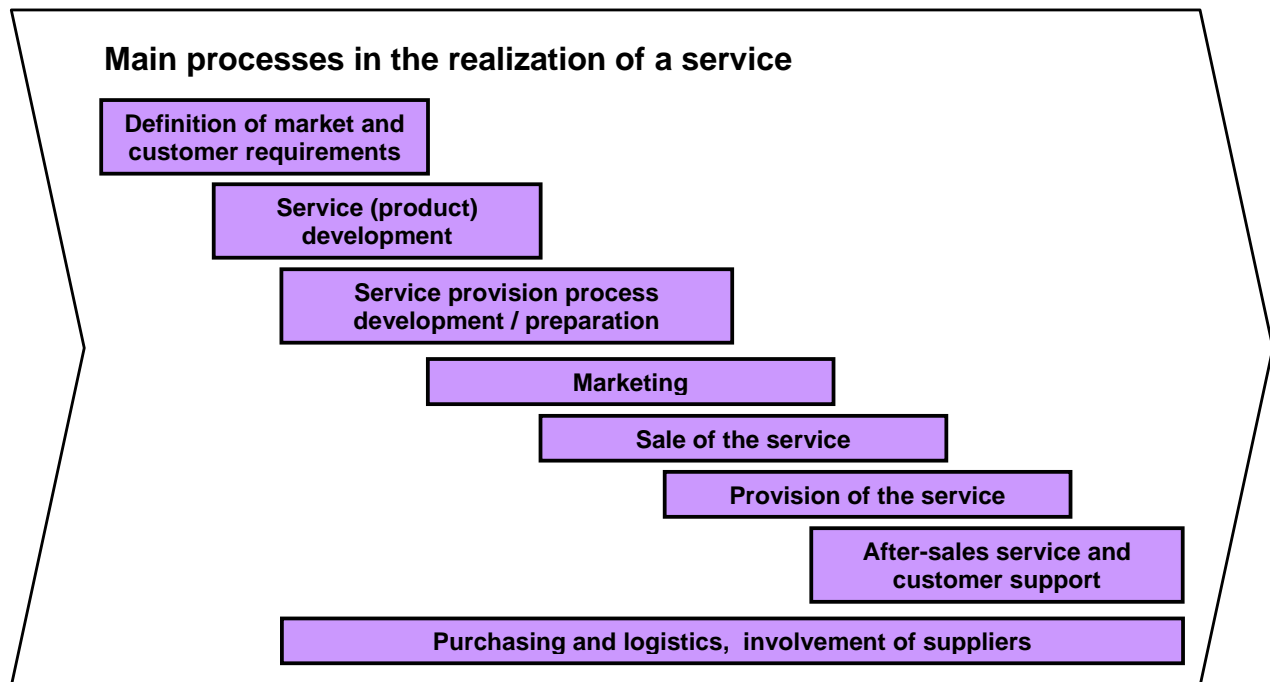 Main processes in the realization of a service
Definition of market and
customer requirements
Service (product)
development
Service provision process
development / preparation
Marketing
Sale of the service
Provision of the service
After-sales service and
customer support
Purchasing and logistics,  involvement of suppliers